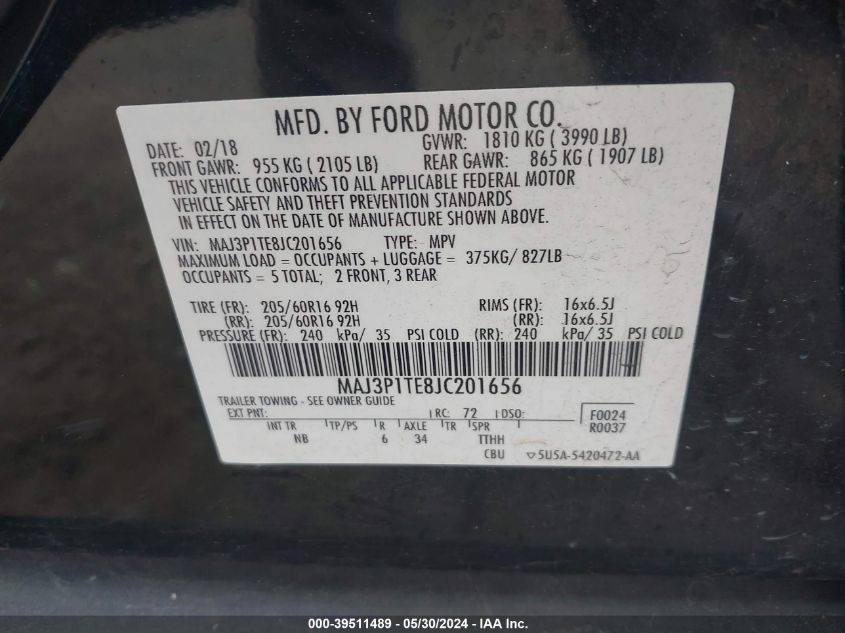 MFD. BY FORD MOTOR CO.
DATE: 02/18 GVWR: 1810 KG ( 3990 LB)
FRONT GAWR: 955 KG ( 2105 LB) REAR GAWR: 865 KG ( 1907 LB)
THIS VEHICLE CONFORMS TO ALL APPLICABLE FEDERAL MOTOR
VEHICLE SAFETY AND THEFT PREVENTION STANDARDS
IN EFFECT ON THE DATE OF MANUFACTURE SHOWN ABOVE.
VIN: MAJ3P1TE8JC201656 TYPE: MPV
MAXIMUM LOAD = OCCUPANTS + LUGGAGE = 375KG/ 827LB
OCCUPANTS = 5 TOTAL; 2 FRONT, 3 REAR
TIRE (FR): 205/60R16 92H RIMS (FR): 16x6.5J
(RR): 205/60R16 92H (RR): 16x6.5J
PRESSURE (FR): 240 kPa/ 35 PSI COLD (RR): 240 kPa/ 35 PSI COLD
MAJ3P1TE8JC201656
TRAILER TOWING - SEE OWNER GUIDE
EXT PNT: RC: 72 DSO: F0024
INT TR TP/PS R AXLE TR SPR R0037
NB 6 34 TTHH
CBU ▽5U5A-5420472-AA
000-39511489 - 05/30/2024 - IAA Inc.